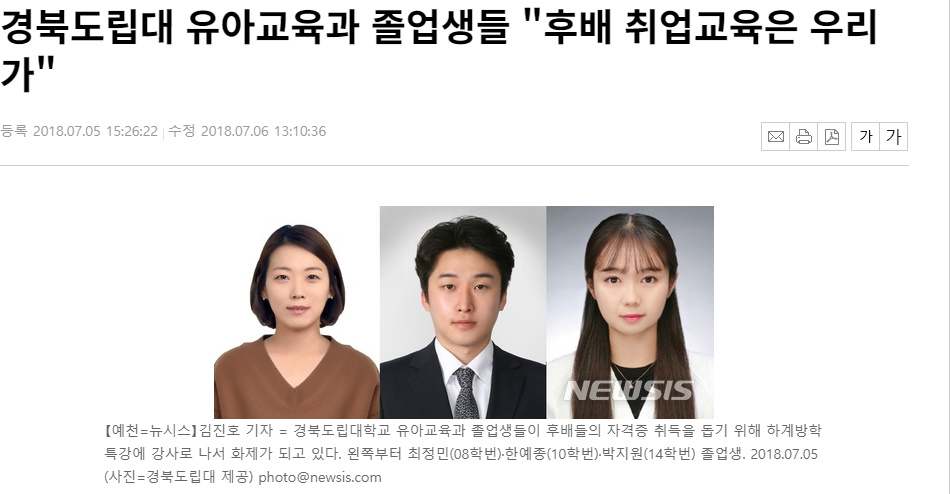 경북도립대 유아교육과 졸업생들 "후배 취업교육은 우리
가"
등록 2018.07.05 15:26:22 | 수정 2018.07.06 13:10:36
가 가
NEWSIS
【예천=뉴시스】김진호 기자 = 경북도립대학교 유아교육과 졸업생들이 후배들의 자격증 취득을 돕기 위해 하계방학
특강에 강사로 나서 화제가 되고 있다. 왼쪽부터 최정민(08학번)·한예종(10학번)·박지원(14학번) 졸업생. 2018.07.05
(사진=경북도립대 제공) photo@newsis.com